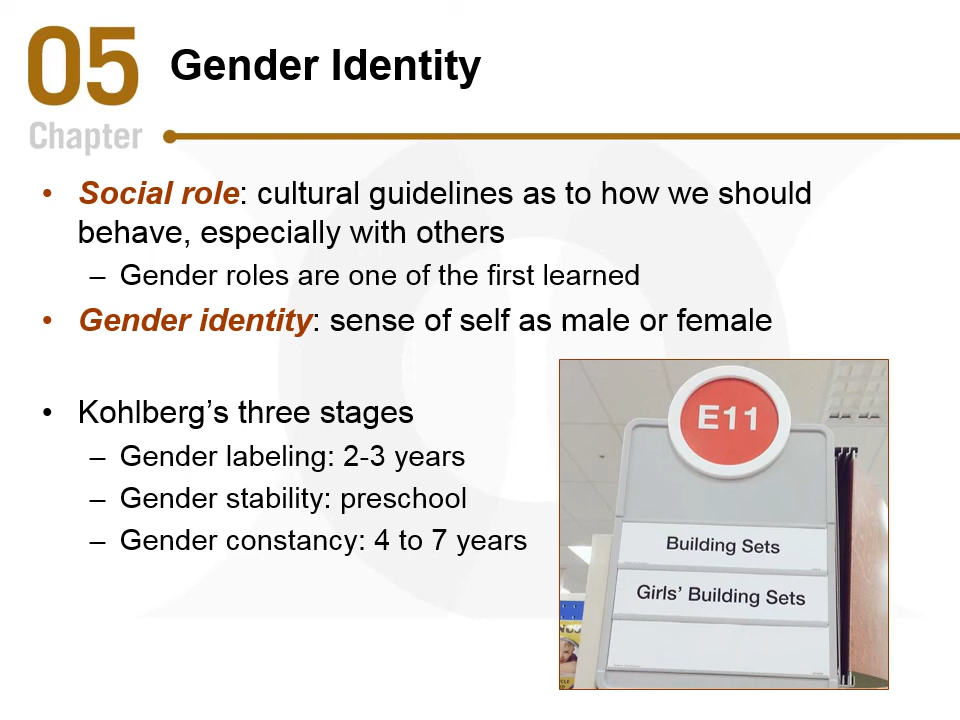 05
Chapter
Gender Identity
• Social role: cultural guidelines as to how we should
behave, especially with others
– Gender roles are one of the first learned
• Gender identity: sense of self as male or female
• Kohlberg’s three stages
– Gender labeling: 2-3 years
– Gender stability: preschool
– Gender constancy: 4 to 7 years
E11
Building Sets
Girls’ Building Sets